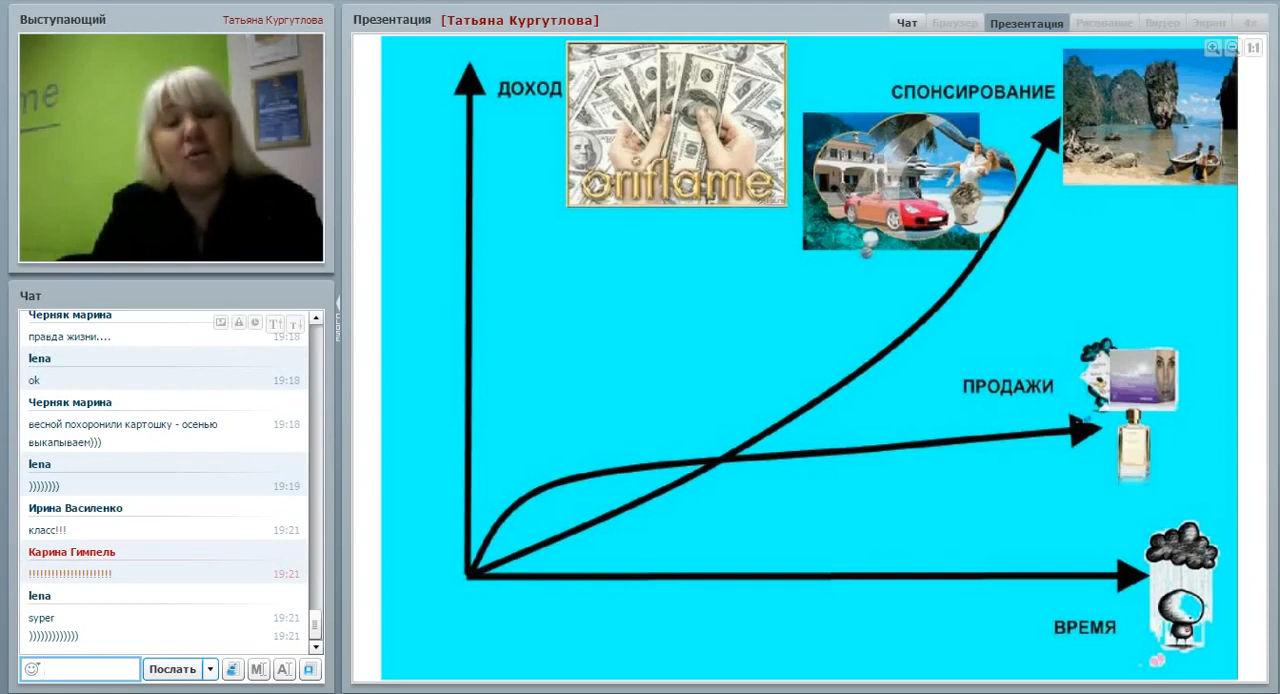 Выступающий
Татьяна Кургутлова
Чат
Черняк марина
правда жизни....
19:18
lena
ok
19:18
Черняк марина
весной похоронили картошку - осенью
19:18
выкапываем)))
lena
))))))))
19:19
Ирина Василенко
класс!!!
19:21
Карина Гимпель
!!!!!!!!!!!!!!!!!!!!!!
19:21
lena
syper
19:21
)))))))))))))
19:21
Послать
Презентация [Татьяна Кургутлова]
Чат
Браузер
Презентация
Рисование
Видео
Экран
1:1
ДОХОД
oriflame
СПОНСИРОВАНИЕ
ПРОДАЖИ
ВРЕМЯ